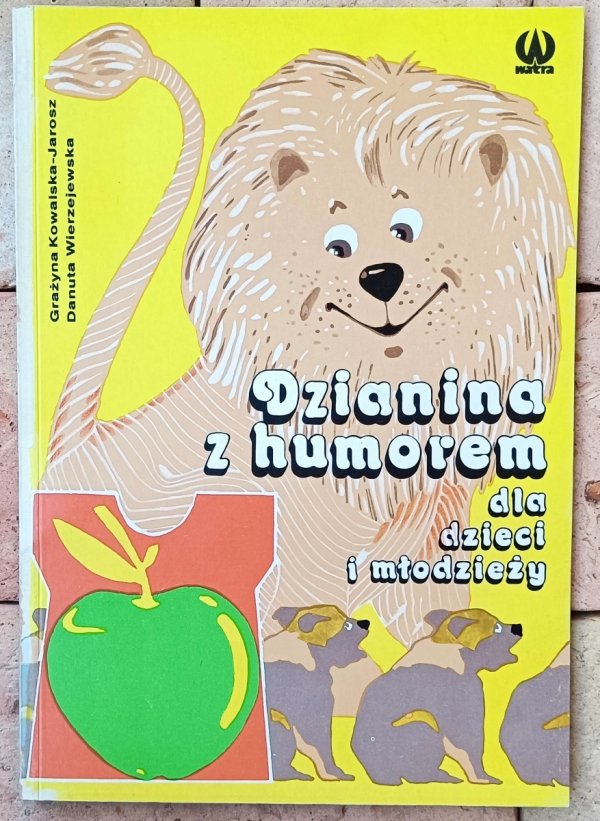 watra
Grażyna Kowalska-Jarosz
Danuta Wierzejewska
Dzianina
z humorem
dla
dzieci
i młodzieży